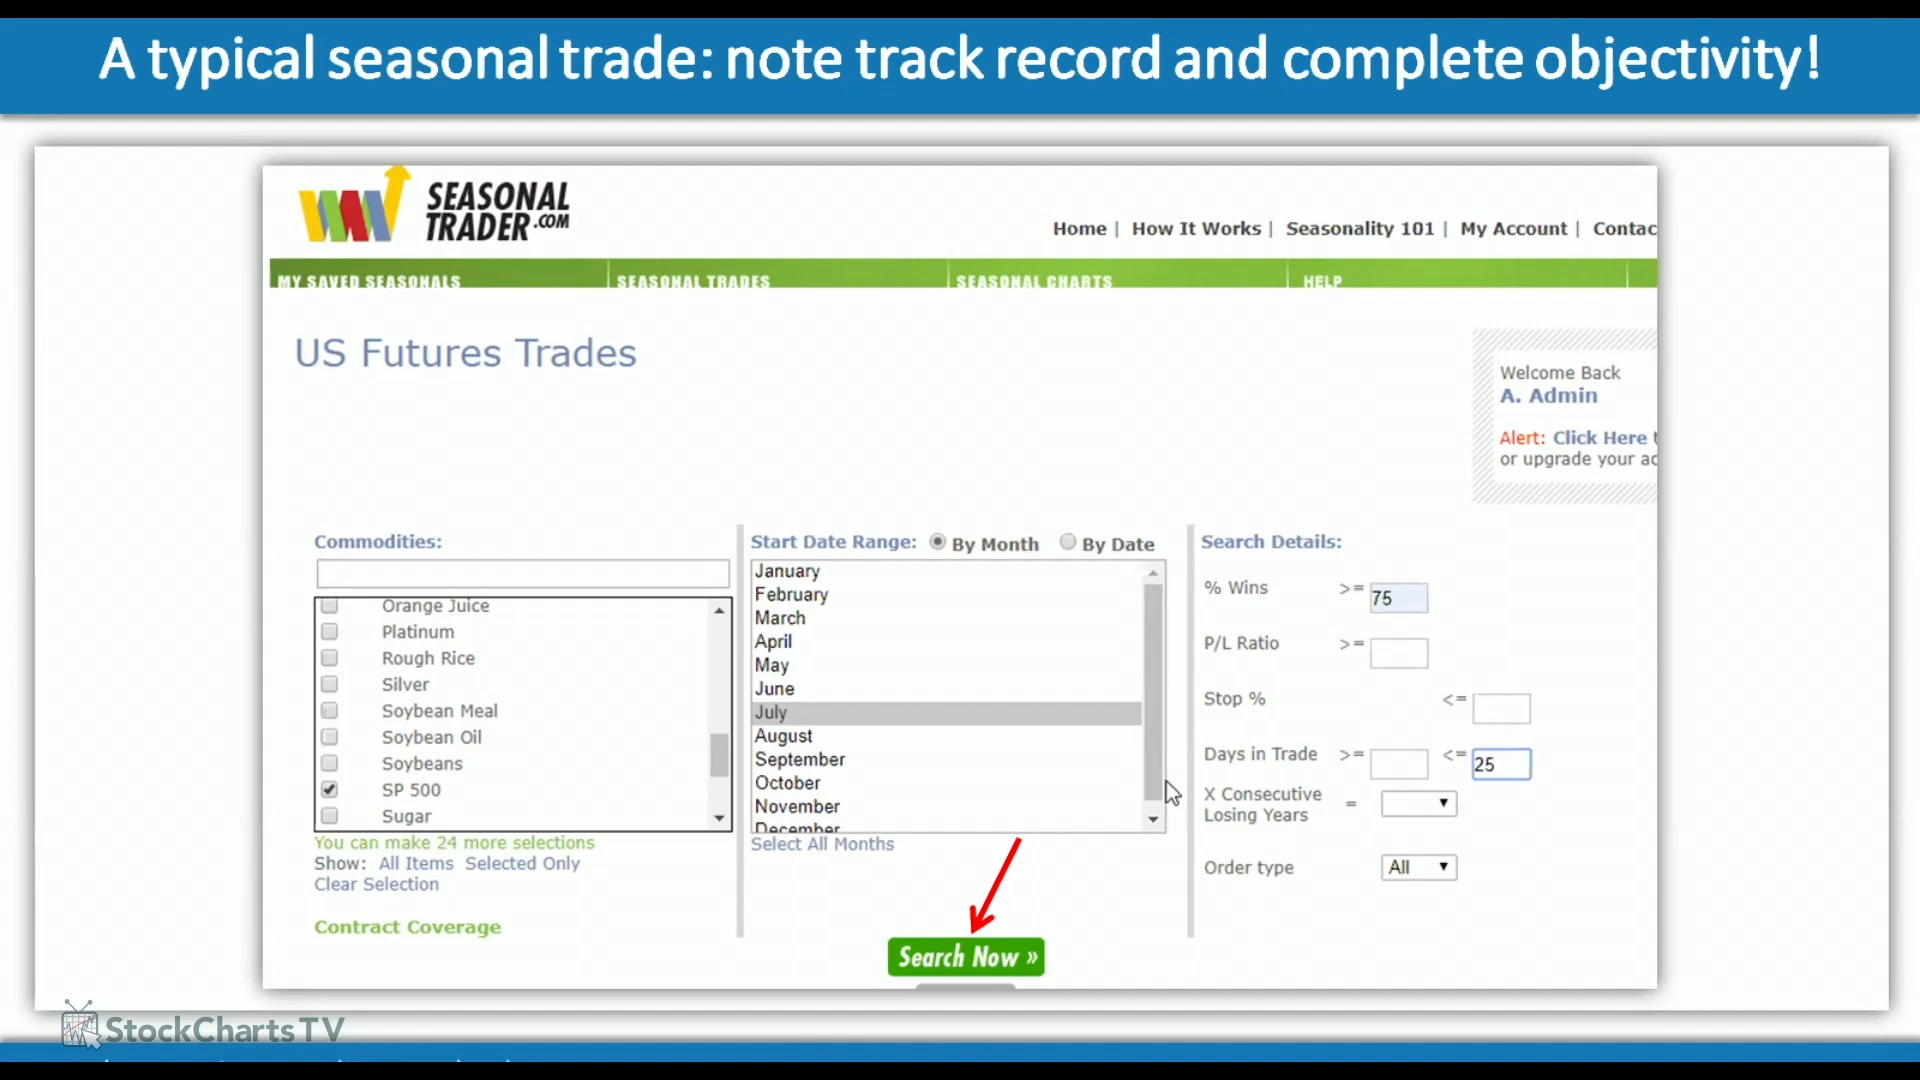 A typical seasonal trade: note track record and complete objectivity!
SEASONAL
TRADER.COM
Home | How It Works | Seasonality 101 | My Account | Contac
MY SAVED SEASONALS SEASONAL TRADES SEASONAL CHARTS HELP
US Futures Trades
Welcome Back
A. Admin
Alert: Click Here t
or upgrade your ac
Commodities:
Orange Juice
Platinum
Rough Rice
Silver
Soybean Meal
Soybean Oil
Soybeans
SP 500
Sugar
You can make 24 more selections
Show: All Items Selected Only
Clear Selection
Contract Coverage
Start Date Range: By Month By Date
January
February
March
April
May
June
July
August
September
October
November
December
Select All Months
Search Now »
Search Details:
% Wins >= 75
P/L Ratio >=
Stop % <=
Days in Trade >= <= 25
X Consecutive
Losing Years =
Order type All
StockCharts TV